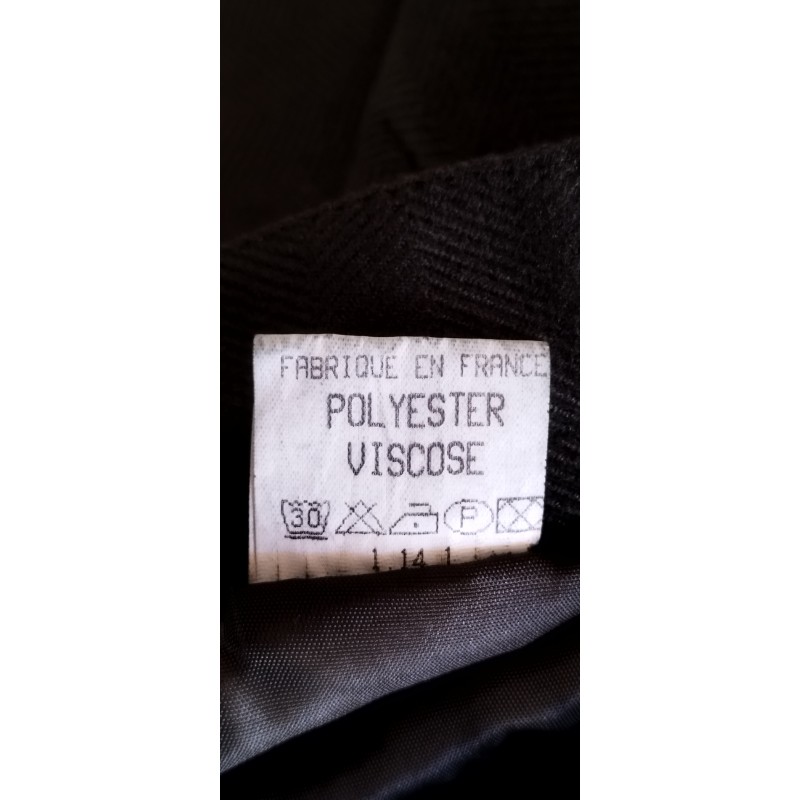 FABRIQUE EN FRANCE
POLYESTER
VISCOSE
30 P
1.14 1